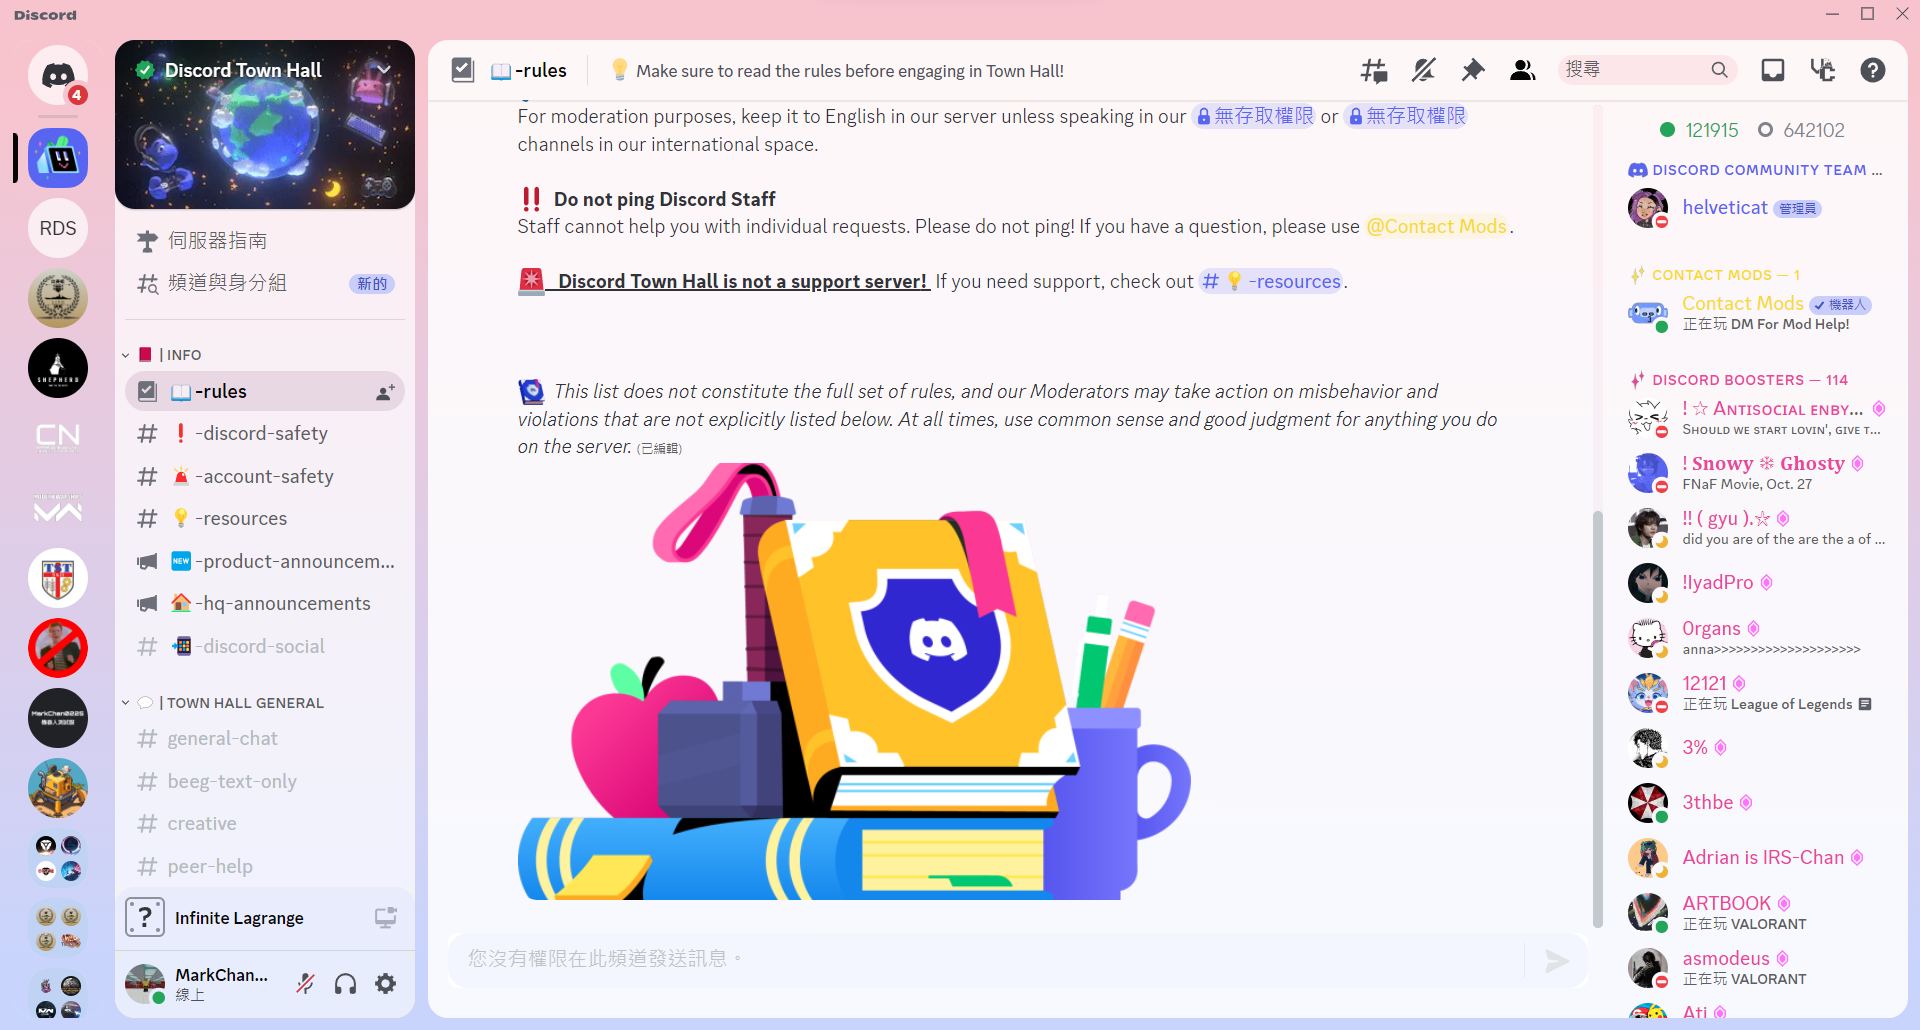 Discord
4
RDS
SHEPHERD
CN
TST
MarkChan0225
機器人測試群
Discord Town Hall
伺服器指南
頻道與身分組
新的
| INFO
-rules
-discord-safety
-account-safety
-resources
NEW
-product-announcem...
-hq-announcements
-discord-social
| TOWN HALL GENERAL
general-chat
beeg-text-only
creative
peer-help
?
Infinite Lagrange
MarkChan...
線上
-rules
Make sure to read the rules before engaging in Town Hall!
搜尋
For moderation purposes, keep it to English in our server unless speaking in our 無存取權限 or 無存取權限
channels in our international space.
‼ Do not ping Discord Staff
Staff cannot help you with individual requests. Please do not ping! If you have a question, please use @Contact Mods .
Discord Town Hall is not a support server! If you need support, check out # -resources .
This list does not constitute the full set of rules, and our Moderators may take action on misbehavior and
violations that are not explicitly listed below. At all times, use common sense and good judgment for anything you do
on the server. (已編輯)
您沒有權限在此頻道發送訊息。
121915 642102
DISCORD COMMUNITY TEAM ...
helveticat 管理員
CONTACT MODS — 1
Contact Mods ✓ 機器人
正在玩 DM For Mod Help!
DISCORD BOOSTERS — 114
! ☆ Antisocial enby...
Should we start lovin', give t...
! Snowy ❄ Ghosty
FNaF Movie, Oct. 27
!! ( gyu ).☆
did you are of the are the a of ...
!lyadPro
Organs
anna>>>>>>>>>>>>>>>>>>>>
12121
正在玩 League of Legends
3%
3thbe
Adrian is IRS-Chan
ARTBOOK
正在玩 VALORANT
asmodeus
正在玩 VALORANT
Ati